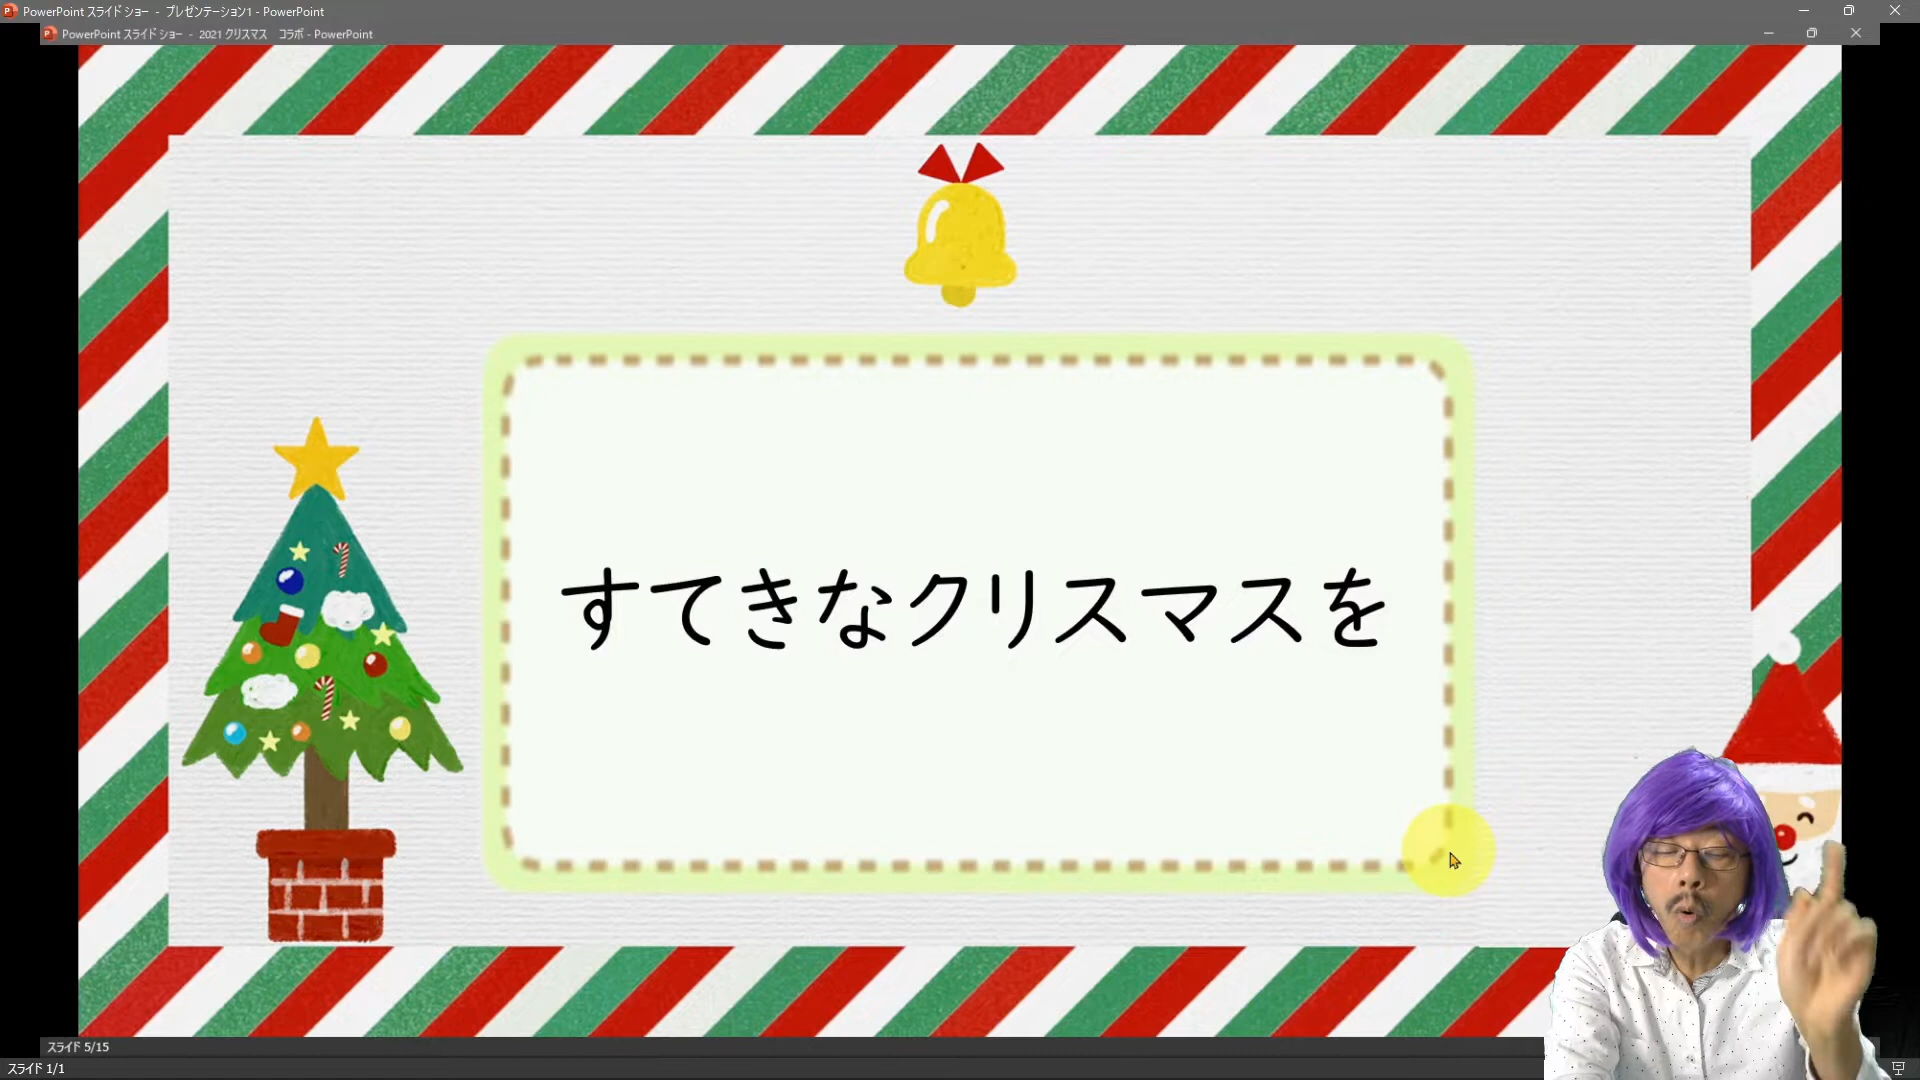 PowerPoint スライド ショー - プレゼンテーション1 - PowerPoint
PowerPoint スライド ショー - 2021 クリスマス　コラボ - PowerPoint
すてきなクリスマスを
スライド 5/15
スライド 1/1